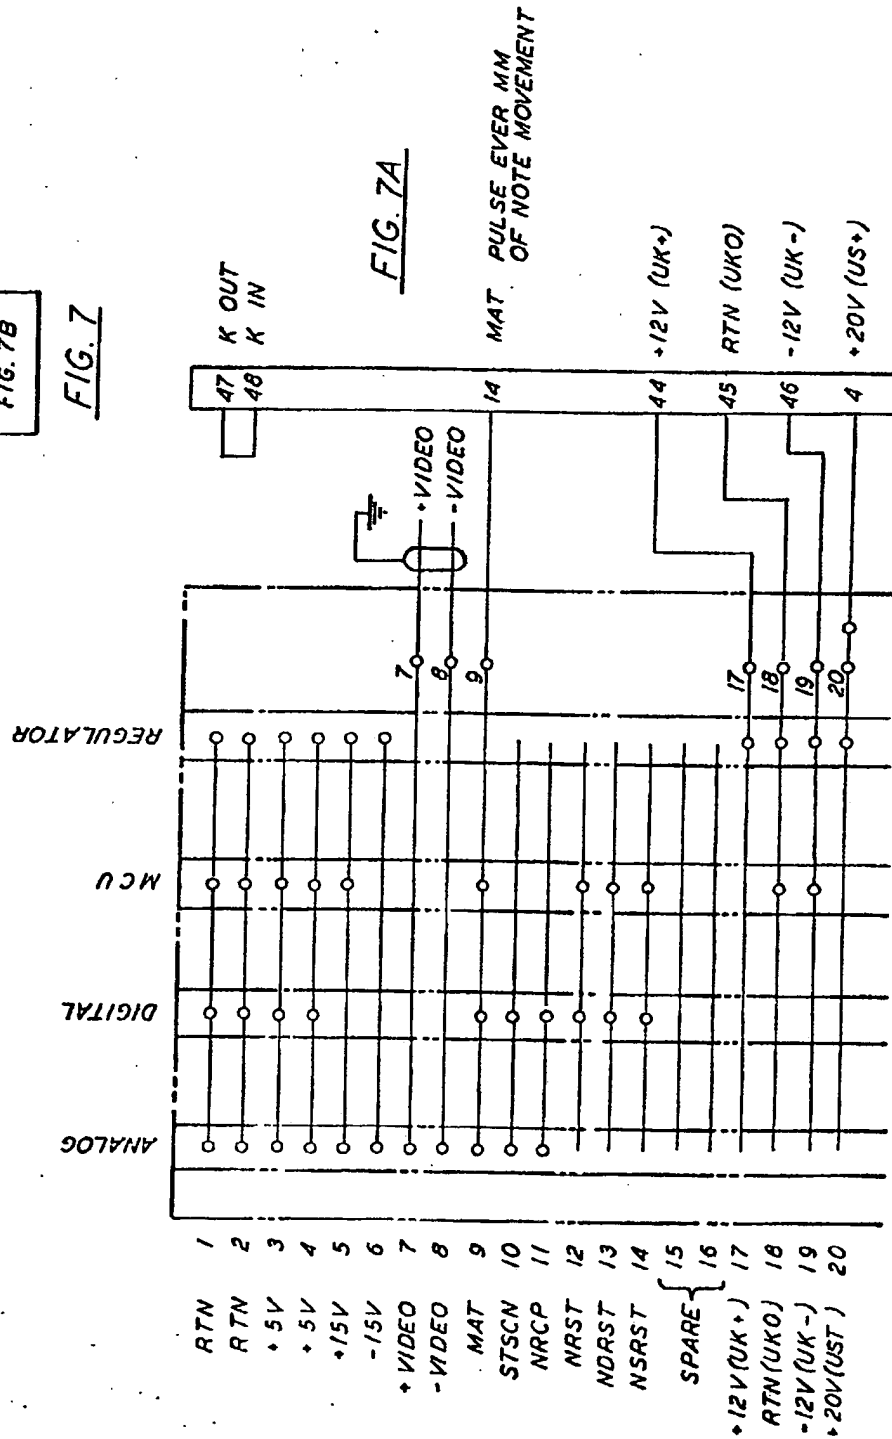 FIG. 7B
FIG. 7
FIG. 7A
47 K OUT
48 K IN
14 MAT PULSE EVER MM
OF NOTE MOVEMENT
44 +12V (UK+)
45 RTN (UKO)
46 -12V (UK-)
4 +20V (US+)
+VIDEO
-VIDEO
7
8
9
17
18
19
20
REGULATOR
MCU
DIGITAL
ANALOG
RTN 1
RTN 2
+5V 3
+5V 4
+15V 5
-15V 6
+VIDEO 7
-VIDEO 8
MAT 9
STSCN 10
NRCP 11
NRST 12
NDRST 13
NSRST 14
SPARE 15
16
+12V (UK+) 17
RTN (UKO) 18
-12V (UK-) 19
+20V (UST) 20